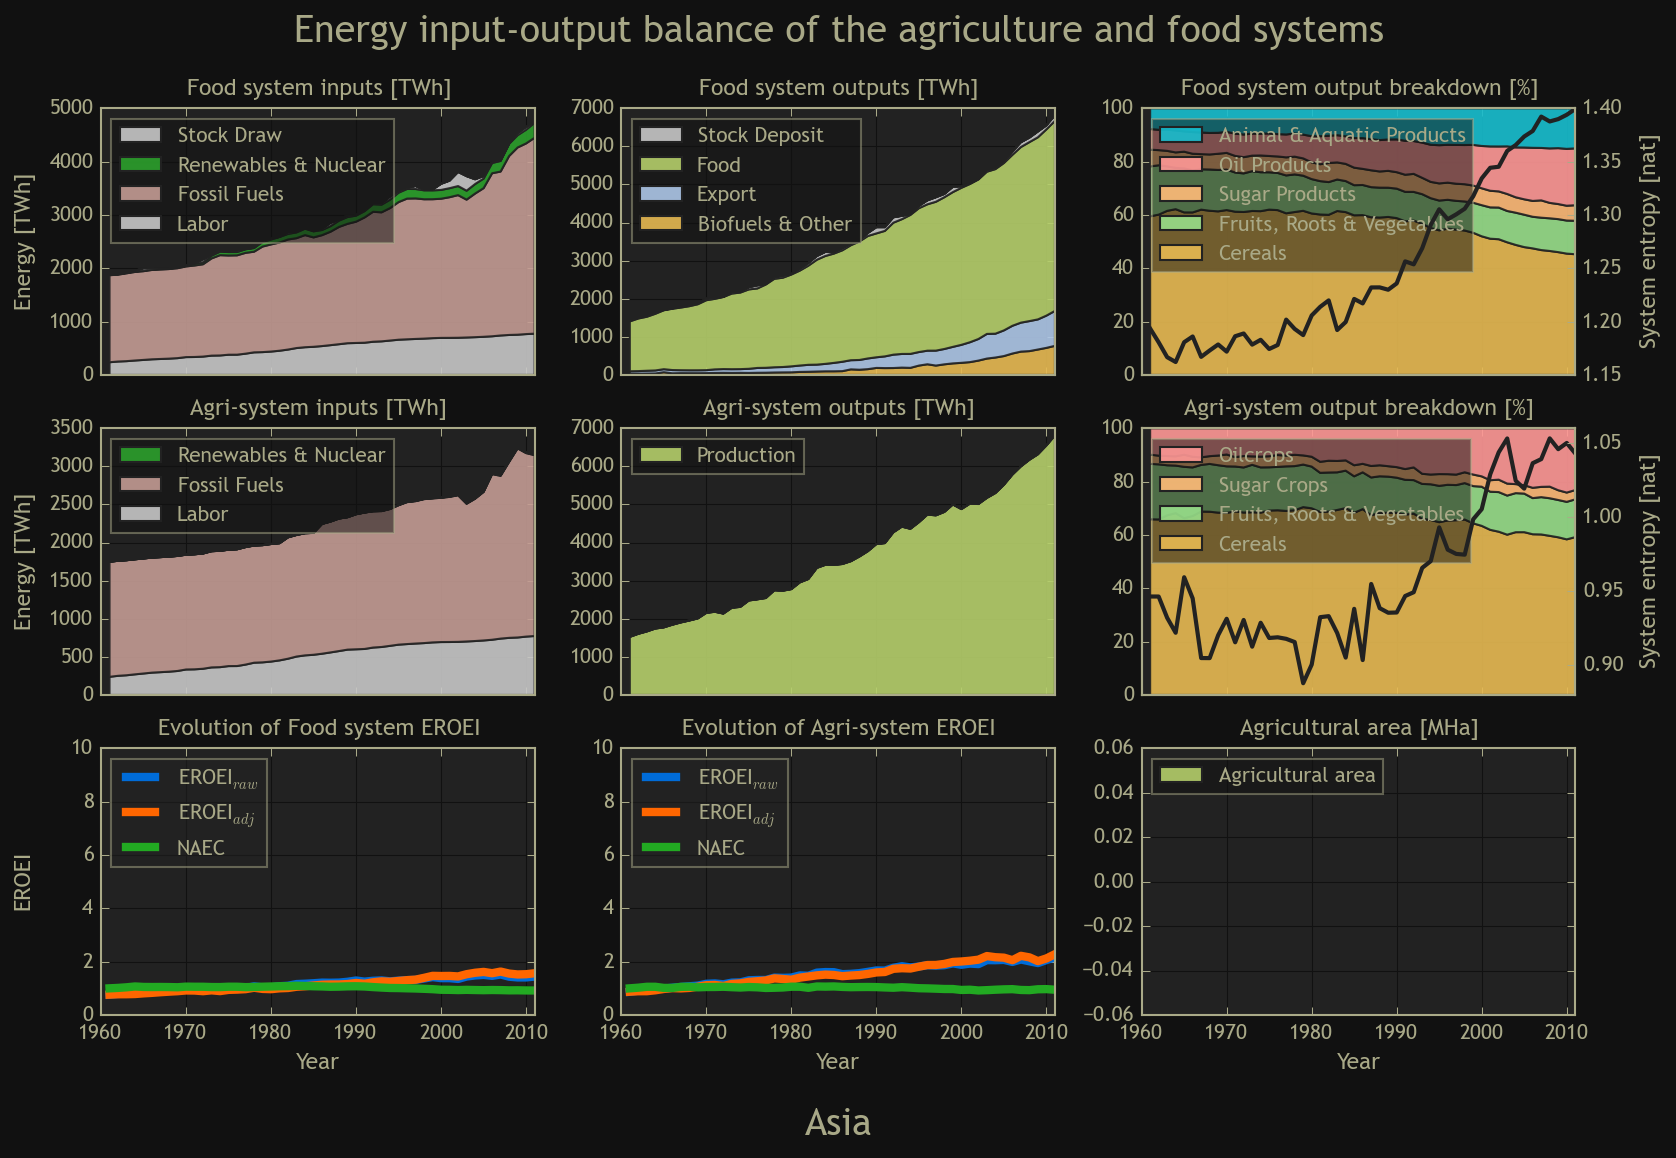 Energy input-output balance of the agriculture and food systems
Food system inputs [TWh]
Energy [TWh]
5000
4000
3000
2000
1000
0
Stock Draw
Renewables & Nuclear
Fossil Fuels
Labor
Food system outputs [TWh]
7000
6000
5000
4000
3000
2000
1000
0
Stock Deposit
Food
Export
Biofuels & Other
Food system output breakdown [%]
100
80
60
40
20
0
Animal & Aquatic Products
Oil Products
Sugar Products
Fruits, Roots & Vegetables
Cereals
1.40
1.35
1.30
1.25
1.20
1.15
System entropy [nat]
Agri-system inputs [TWh]
Energy [TWh]
3500
3000
2500
2000
1500
1000
500
0
Renewables & Nuclear
Fossil Fuels
Labor
Agri-system outputs [TWh]
7000
6000
5000
4000
3000
2000
1000
0
Production
Agri-system output breakdown [%]
100
80
60
40
20
0
Oilcrops
Sugar Crops
Fruits, Roots & Vegetables
Cereals
1.05
1.00
0.95
0.90
System entropy [nat]
Evolution of Food system EROEI
EROEI
10
8
6
4
2
0
EROEI raw
EROEI adj
NAEC
1960 1970 1980 1990 2000 2010
Year
Evolution of Agri-system EROEI
10
8
6
4
2
0
EROEI raw
EROEI adj
NAEC
1960 1970 1980 1990 2000 2010
Year
Agricultural area [MHa]
0.06
0.04
0.02
0.00
−0.02
−0.04
−0.06
Agricultural area
1960 1970 1980 1990 2000 2010
Year
Asia